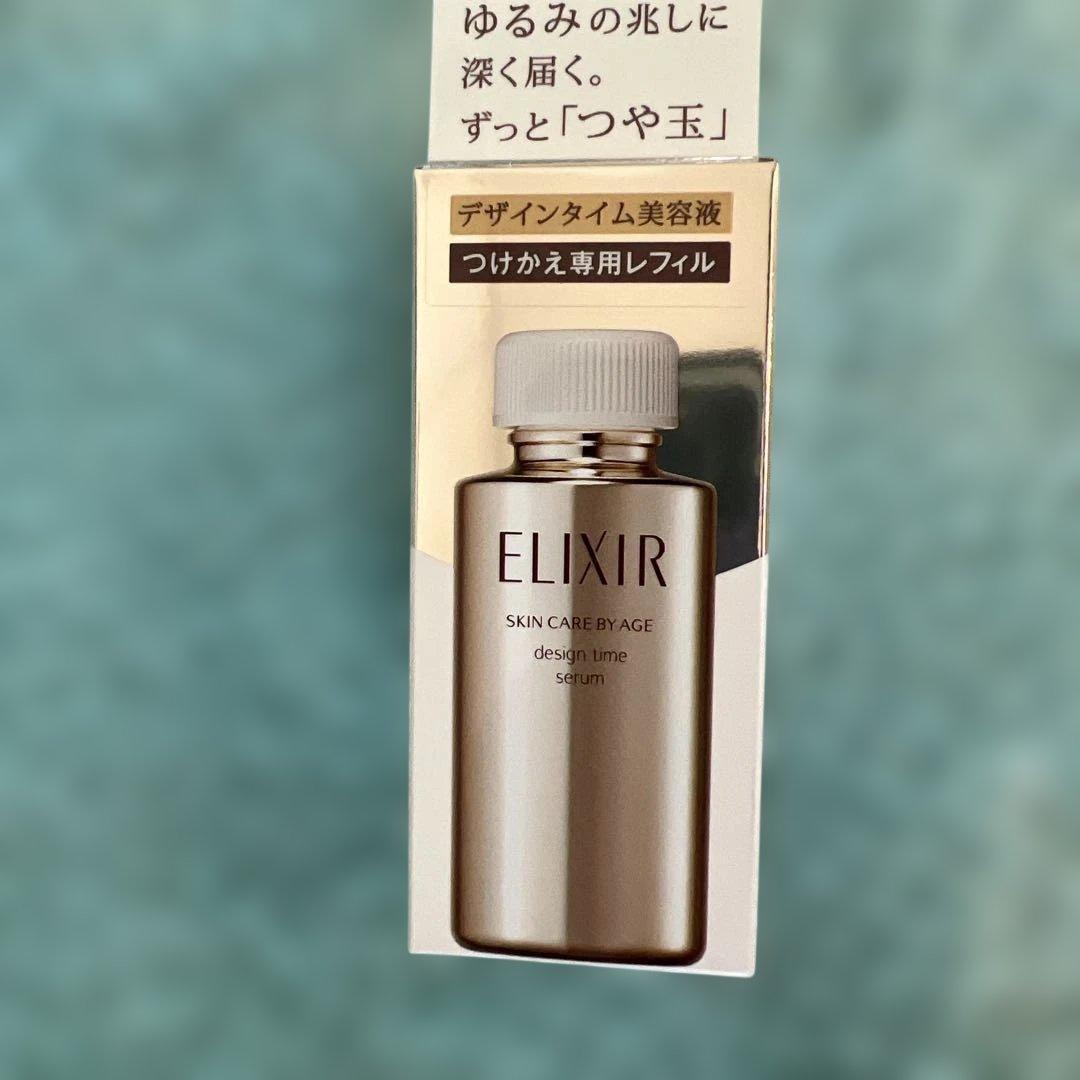 ゆるみの兆しに
深く届く。
ずっと「つや玉」
デザインタイム美容液
つけかえ専用レフィル
ELIXIR
SKIN CARE BY AGE
design time
serum